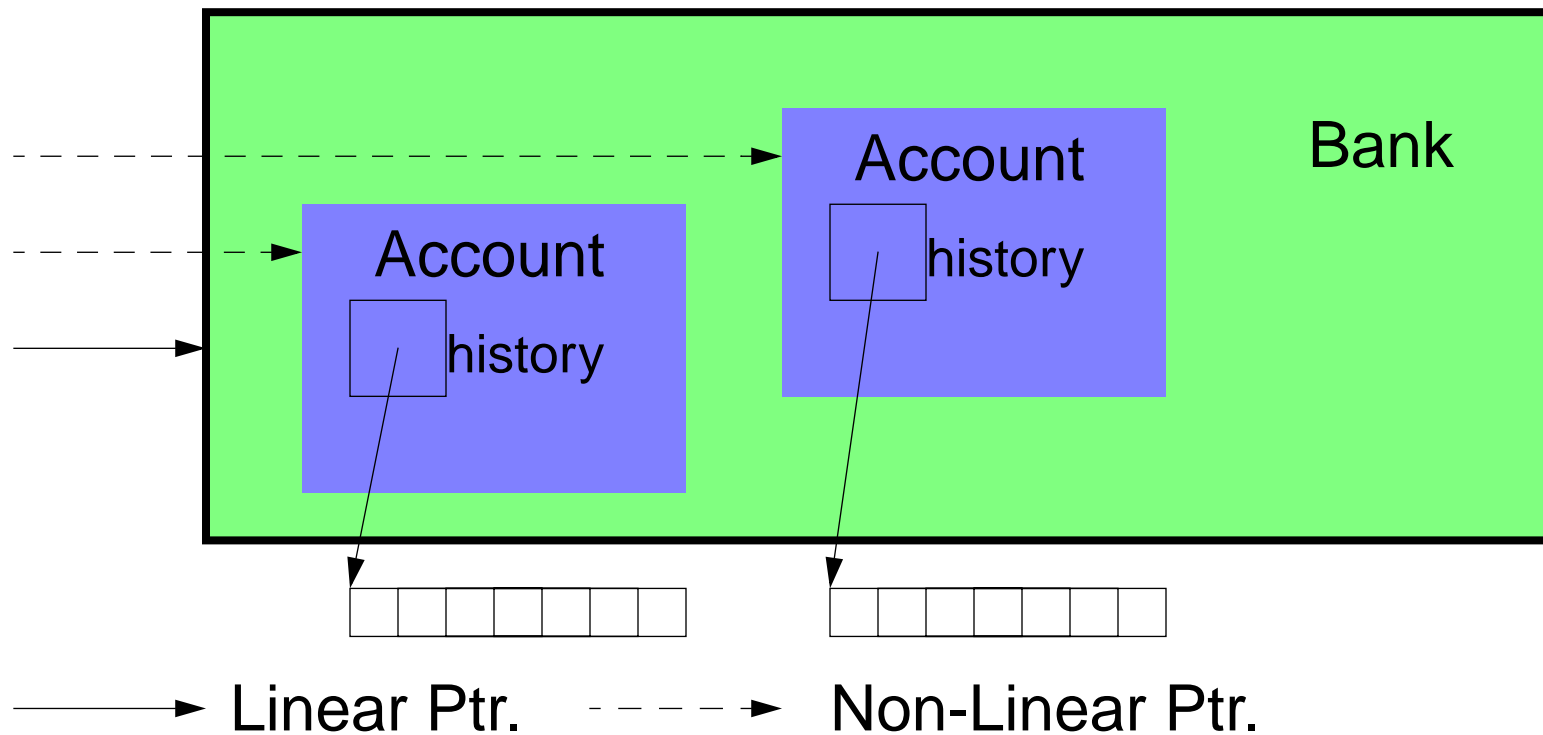 Bank
Account
history
Account
history
Linear Ptr.
Non-Linear Ptr.